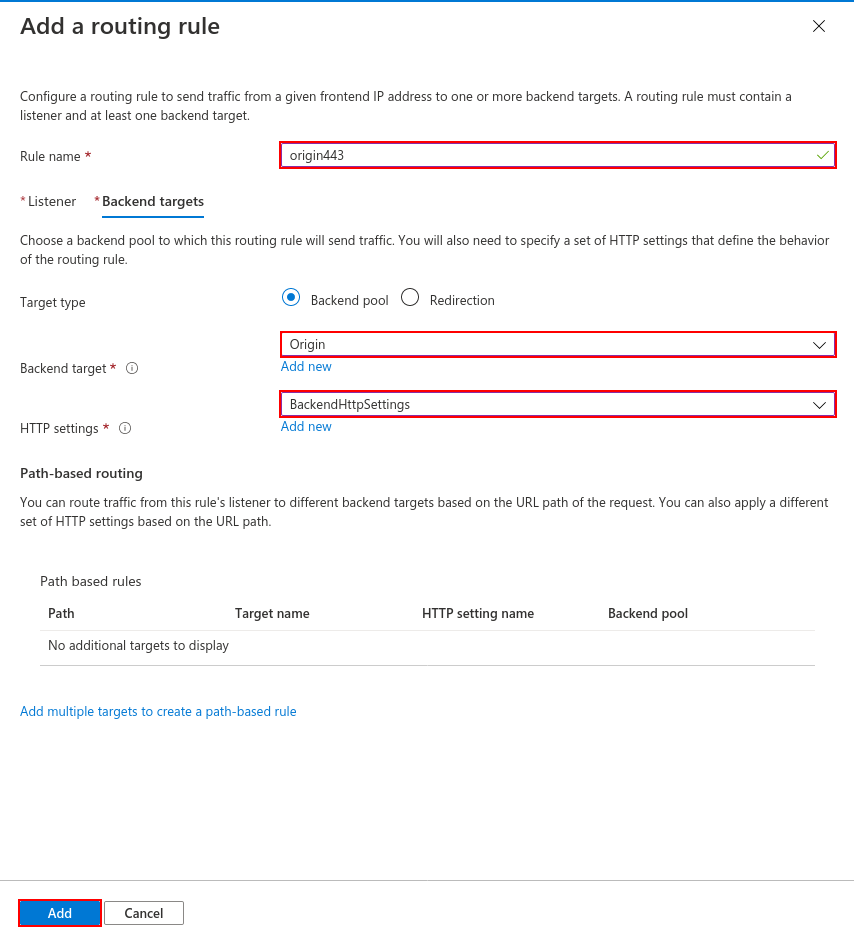 Add a routing rule
Configure a routing rule to send traffic from a given frontend IP address to one or more backend targets. A routing rule must contain a
listener and at least one backend target.
Rule name *
origin443
* Listener * Backend targets
Choose a backend pool to which this routing rule will send traffic. You will also need to specify a set of HTTP settings that define the behavior
of the routing rule.
Target type
Backend pool Redirection
Origin
Backend target *
Add new
BackendHttpSettings
HTTP settings *
Add new
Path-based routing
You can route traffic from this rule's listener to different backend targets based on the URL path of the request. You can also apply a different
set of HTTP settings based on the URL path.
Path based rules
Path Target name HTTP setting name Backend pool
No additional targets to display
Add multiple targets to create a path-based rule
Add Cancel